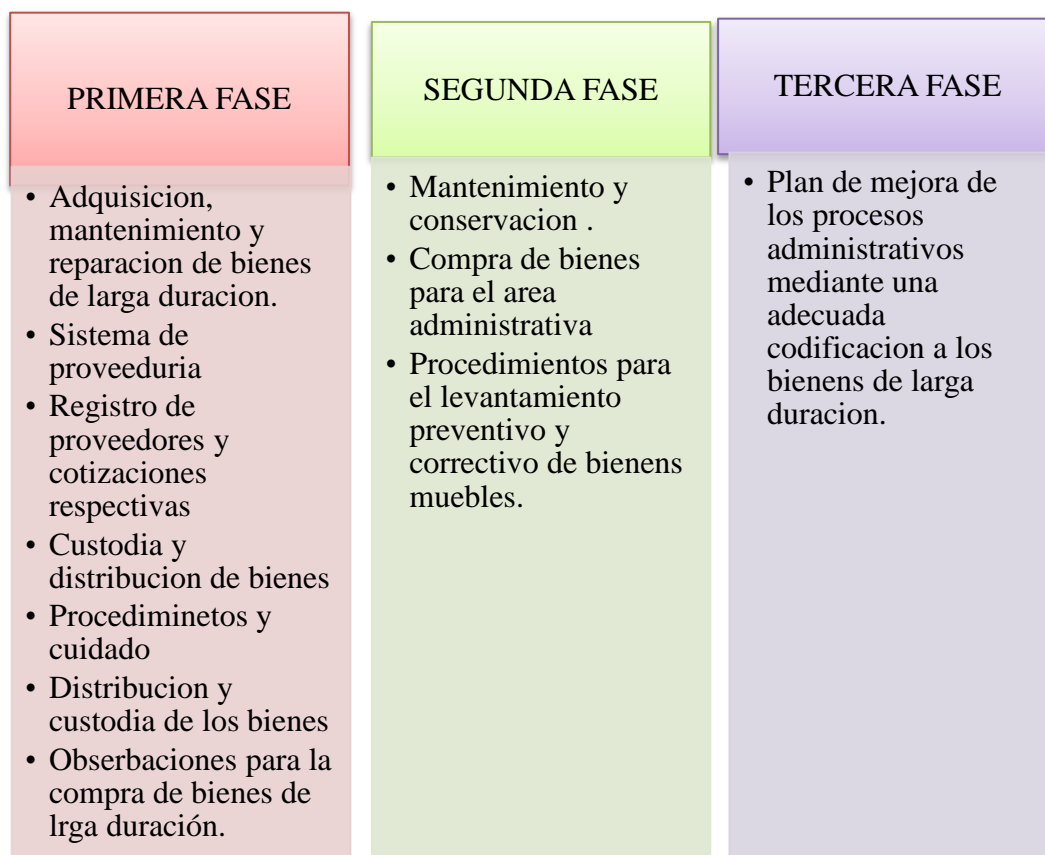 PRIMERA FASE
• Adquisicion,
mantenimiento y
reparacion de bienes
de larga duracion.
• Sistema de
proveeduria
• Registro de
proveedores y
cotizaciones
respectivas
• Custodia y
distribucion de bienes
• Procediminetos y
cuidado
• Distribucion y
custodia de los bienes
• Obserbaciones para la
compra de bienes de
lrga duración.
SEGUNDA FASE
• Mantenimiento y
conservacion .
• Compra de bienes
para el area
administrativa
• Procedimientos para
el levantamiento
preventivo y
correctivo de bienens
muebles.
TERCERA FASE
• Plan de mejora de
los procesos
administrativos
mediante una
adecuada
codificacion a los
bienens de larga
duracion.